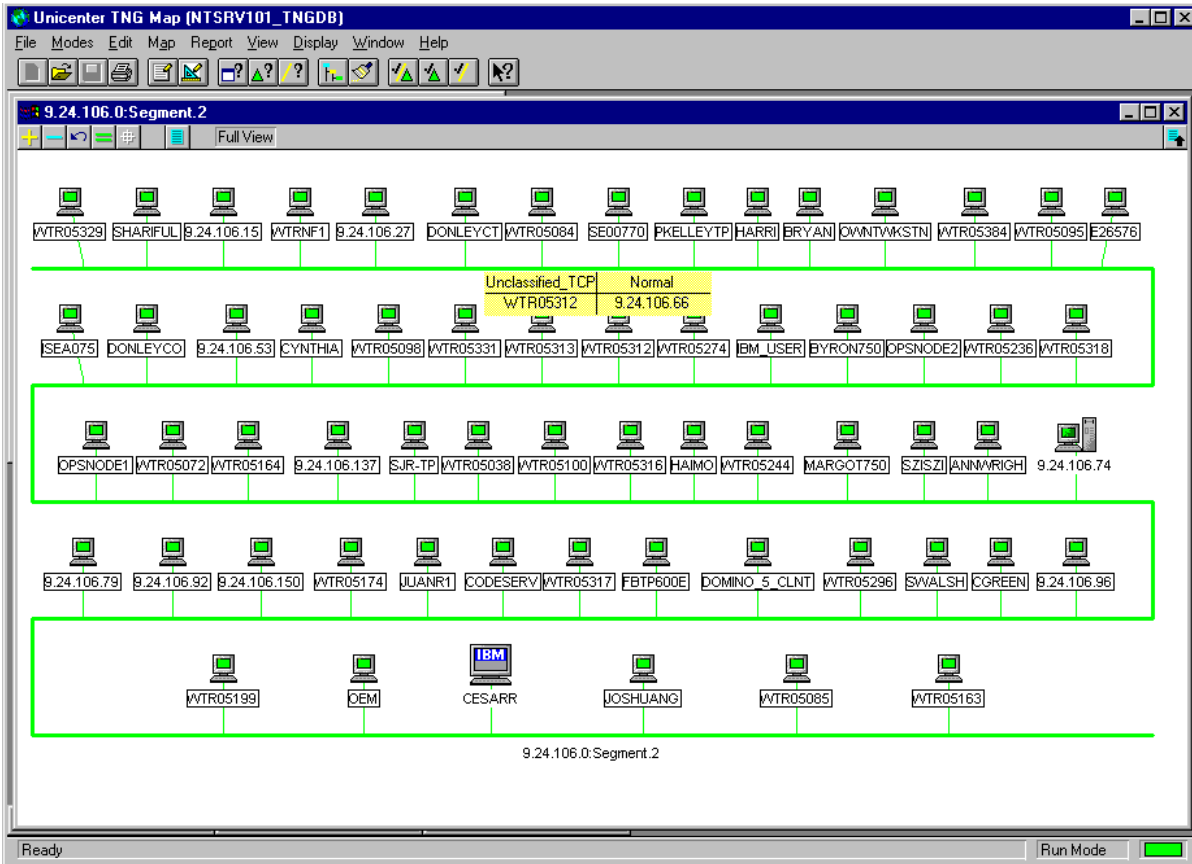 Unicenter TNG Map (NTSRV101_TNGDB)
File Modes Edit Map Report View Display Window Help
9.24.106.0:Segment.2
Full View
WTR05329 SHARIFUL 9.24.106.15 WTRNF1 9.24.106.27 DONLEYCT WTR05084 SE00770 PKELLEYTP HARRI BRYAN OWNTWKSTN WTR05384 WTR05095 E26576
Unclassified_TCP Normal
WTR05312 9.24.106.66
ISEA075 DONLEYCO 9.24.106.53 CYNTHIA WTR05098 WTR05331 WTR05313 WTR05312 WTR05274 IBM_USER BYRON750 OPSNODE2 WTR05236 WTR05318
OPSNODE1 WTR05072 WTR05164 9.24.106.137 SJR-TP WTR05038 WTR05100 WTR05316 HAIMO WTR05244 MARGOT750 SZISZI ANNWRIGH 9.24.106.74
9.24.106.79 9.24.106.92 9.24.106.150 WTR05174 JUANR1 CODESERV WTR05317 FBTP600E DOMINO_5_CLNT WTR05296 SWALSH CGREEN 9.24.106.96
IBM
WTR05199 OEM CESARR JOSHUANG WTR05085 WTR05163
9.24.106.0:Segment.2
Ready Run Mode